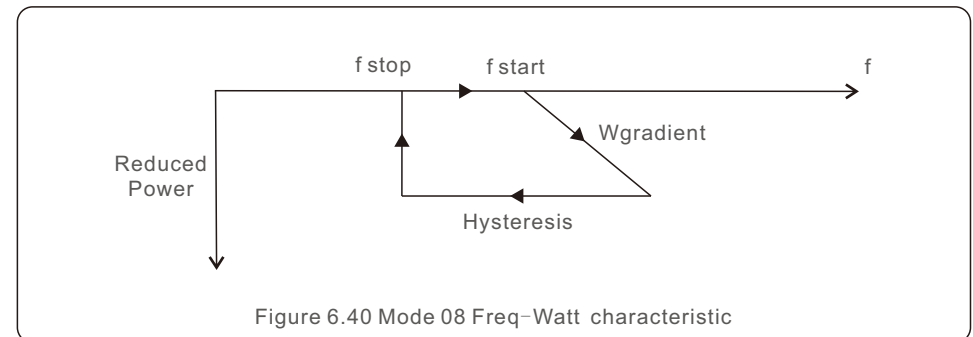 f stop
f start
f
Wgradient
Reduced
Power
Hysteresis
Figure 6.40 Mode 08 Freq-Watt characteristic